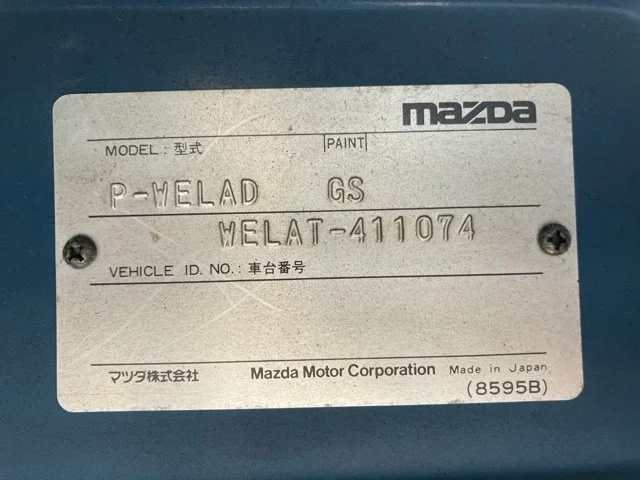 mazda
MODEL : 型式 PAINT
P-WELAD GS
WELAT-411074
VEHICLE ID. NO. : 車台番号
マツダ株式会社 Mazda Motor Corporation Made in Japan
(8595B)